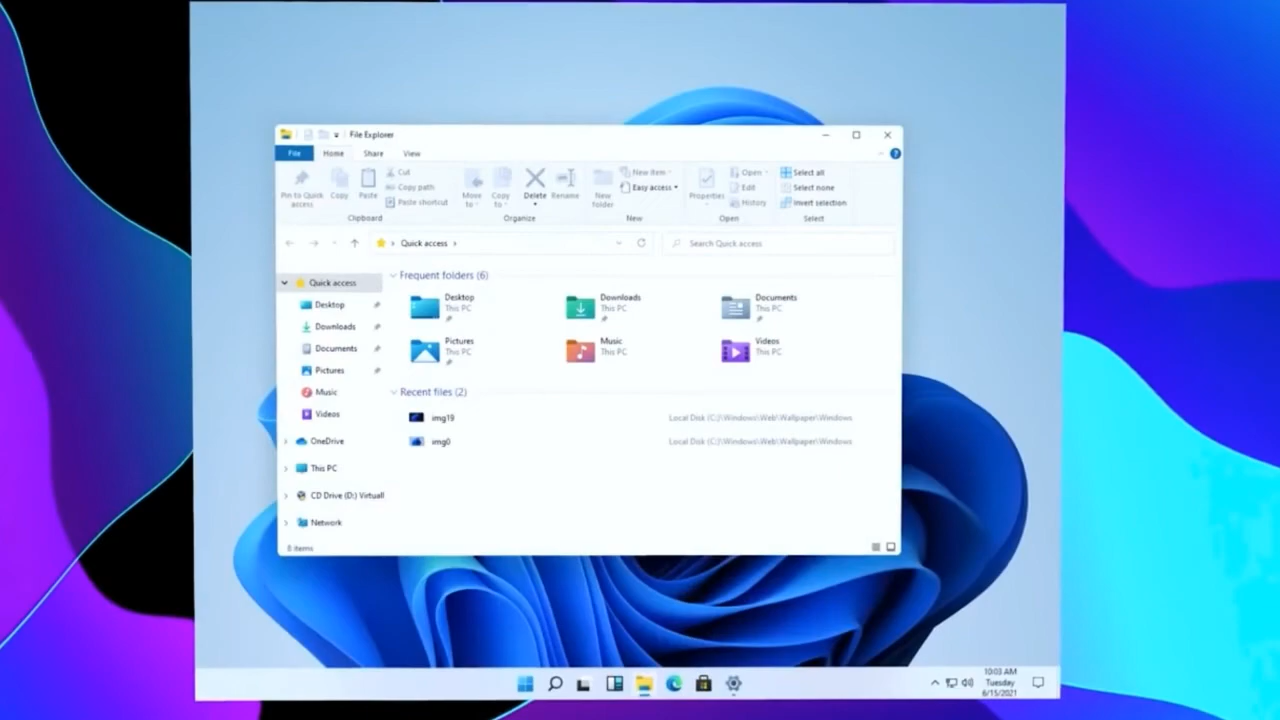 File Explorer
File Home Share View
Pin to Quick access
Copy
Paste
Cut
Copy path
Paste shortcut
Clipboard
Move to
Copy to
Delete
Rename
Organize
New folder
New item
Easy access
New
Properties
Open
Edit
History
Open
Select all
Select none
Invert selection
Select
Quick access
Search Quick access
Quick access
Desktop
Downloads
Documents
Pictures
Music
Videos
OneDrive
This PC
CD Drive (D:) Virtuall
Network
Frequent folders (6)
Desktop
This PC
Downloads
This PC
Documents
This PC
Pictures
This PC
Music
This PC
Videos
This PC
Recent files (2)
img19 Local Disk (C:)\Windows\Web\Wallpaper\Windows
img0 Local Disk (C:)\Windows\Web\Wallpaper\Windows
8 items
10:03 AM
Tuesday
6/15/2021